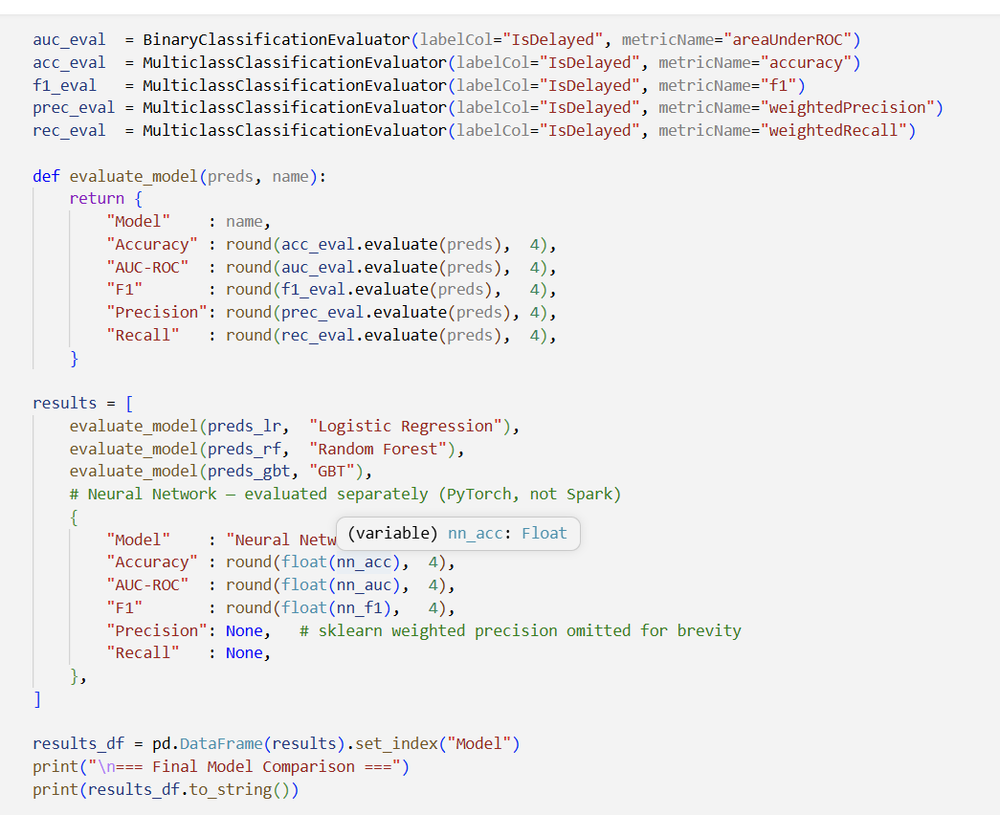 auc_eval  = BinaryClassificationEvaluator(labelCol="IsDelayed", metricName="areaUnderROC")
acc_eval  = MulticlassClassificationEvaluator(labelCol="IsDelayed", metricName="accuracy")
f1_eval   = MulticlassClassificationEvaluator(labelCol="IsDelayed", metricName="f1")
prec_eval = MulticlassClassificationEvaluator(labelCol="IsDelayed", metricName="weightedPrecision")
rec_eval  = MulticlassClassificationEvaluator(labelCol="IsDelayed", metricName="weightedRecall")
def evaluate_model(preds, name):
    return {
        "Model"    : name,
        "Accuracy" : round(acc_eval.evaluate(preds),  4),
        "AUC-ROC"  : round(auc_eval.evaluate(preds),  4),
        "F1"       : round(f1_eval.evaluate(preds),   4),
        "Precision": round(prec_eval.evaluate(preds), 4),
        "Recall"   : round(rec_eval.evaluate(preds),  4),
    }
results = [
    evaluate_model(preds_lr,  "Logistic Regression"),
    evaluate_model(preds_rf,  "Random Forest"),
    evaluate_model(preds_gbt, "GBT"),
    # Neural Network — evaluated separately (PyTorch, not Spark)
    {
        "Model"    : "Neural Netw
(variable) nn_acc: Float
        "Accuracy" : round(float(nn_acc),  4),
        "AUC-ROC"  : round(float(nn_auc),  4),
        "F1"       : round(float(nn_f1),   4),
        "Precision": None,   # sklearn weighted precision omitted for brevity
        "Recall"   : None,
    },
]
results_df = pd.DataFrame(results).set_index("Model")
print("\n=== Final Model Comparison ===")
print(results_df.to_string())